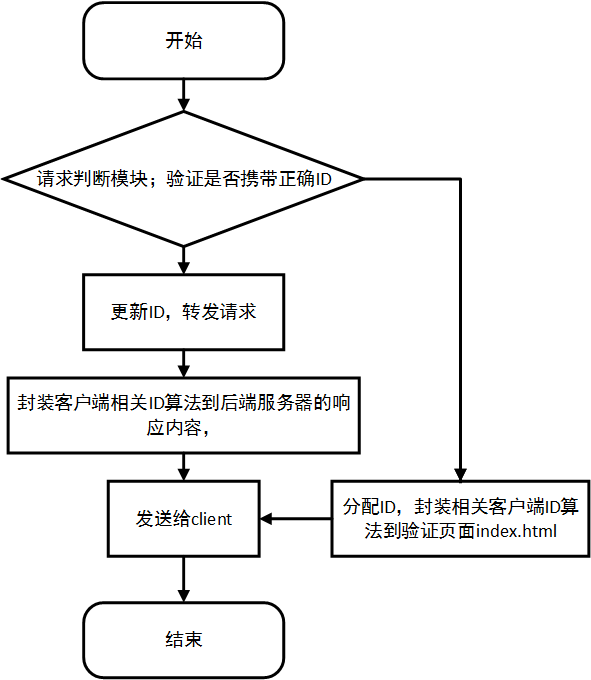 开始
请求判断模块；验证是否携带正确ID
更新ID，转发请求
封装客户端相关ID算法到后端服务器的响
应内容，
发送给client
分配ID，封装相关客户端ID算
法到验证页面index.html
结束